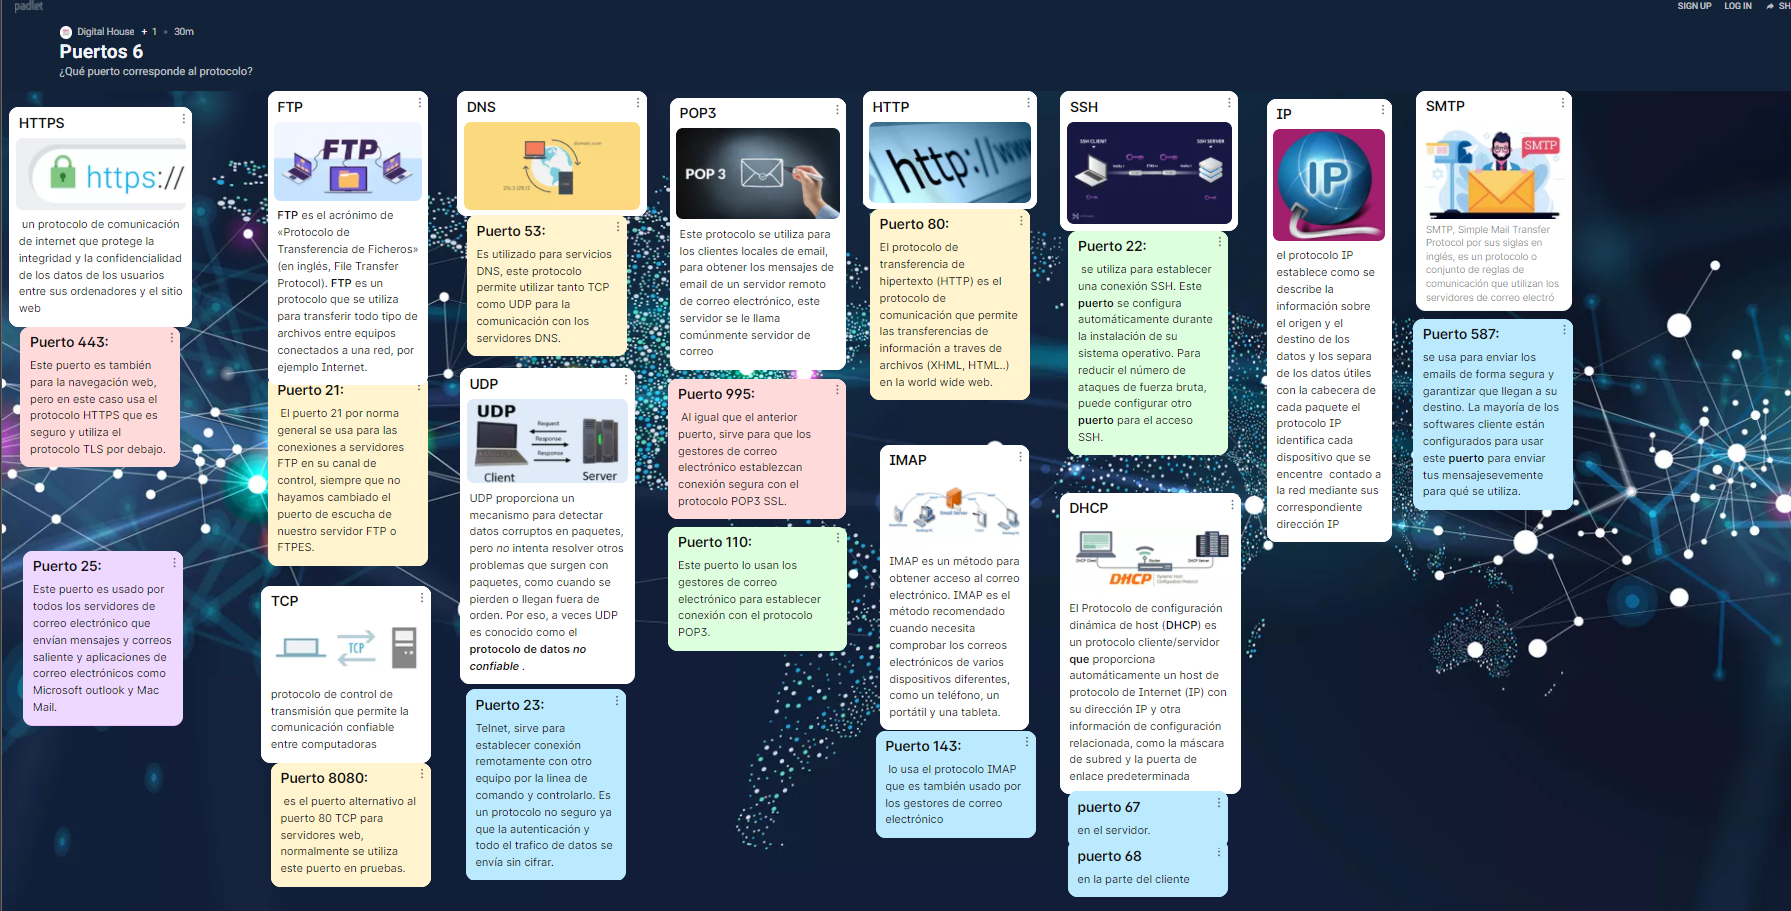 padlet
SIGN UP
LOG IN
SH
Digital House + 1 • 30m
Puertos 6
¿Qué puerto corresponde al protocolo?
HTTPS
https://
un protocolo de comunicación
de internet que protege la
integridad y la confidencialidad
de los datos de los usuarios
entre sus ordenadores y el sitio
web
Puerto 443:
Este puerto es también
para la navegación web,
pero en este caso usa el
protocolo HTTPS que es
seguro y utiliza el
protocolo TLS por debajo.
Puerto 25:
Este puerto es usado por
todos los servidores de
correo electrónico que
envían mensajes y correos
saliente y aplicaciones de
correo electrónicos como
Microsoft outlook y Mac
Mail.
FTP
FTP
FTP es el acrónimo de
«Protocolo de
Transferencia de Ficheros»
(en inglés, File Transfer
Protocol). FTP es un
protocolo que se utiliza
para transferir todo tipo de
archivos entre equipos
conectados a una red, por
ejemplo Internet.
Puerto 21:
El puerto 21 por norma
general se usa para las
conexiones a servidores
FTP en su canal de
control, siempre que no
hayamos cambiado el
puerto de escucha de
nuestro servidor FTP o
FTPES.
TCP
TCP
protocolo de control de
transmisión que permite la
comunicación confiable
entre computadoras
Puerto 8080:
es el puerto alternativo al
puerto 80 TCP para
servidores web,
normalmente se utiliza
este puerto en pruebas.
DNS
domain.com
Puerto 53:
Es utilizado para servicios
DNS, este protocolo
permite utilizar tanto TCP
como UDP para la
comunicación con los
servidores DNS.
UDP
UDP
Request
Response
Response
Client
Server
UDP proporciona un
mecanismo para detectar
datos corruptos en paquetes,
pero no intenta resolver otros
problemas que surgen con
paquetes, como cuando se
pierden o llegan fuera de
orden. Por eso, a veces UDP
es conocido como el
protocolo de datos no
confiable .
Puerto 23:
Telnet, sirve para
establecer conexión
remotamente con otro
equipo por la linea de
comando y controlarlo. Es
un protocolo no seguro ya
que la autenticación y
todo el trafico de datos se
envía sin cifrar.
POP3
POP 3
Este protocolo se utiliza para
los clientes locales de email,
para obtener los mensajes de
email de un servidor remoto
de correo electrónico, este
servidor se le llama
comúnmente servidor de
correo
Puerto 995:
Al igual que el anterior
puerto, sirve para que los
gestores de correo
electrónico establezcan
conexión segura con el
protocolo POP3 SSL.
Puerto 110:
Este puerto lo usan los
gestores de correo
electrónico para establecer
conexión con el protocolo
POP3.
HTTP
http://www
Puerto 80:
El protocolo de
transferencia de
hipertexto (HTTP) es el
protocolo de
comunicación que permite
las transferencias de
información a traves de
archivos (XHML, HTML..)
en la world wide web.
IMAP
Email Server
IMAP es un método para
obtener acceso al correo
electrónico. IMAP es el
método recomendado
cuando necesita
comprobar los correos
electrónicos de varios
dispositivos diferentes,
como un teléfono, un
portátil y una tableta.
Puerto 143:
lo usa el protocolo IMAP
que es también usado por
los gestores de correo
electrónico
SSH
SSH CLIENT
SSH SERVER
Puerto 22:
se utiliza para establecer
una conexión SSH. Este
puerto se configura
automáticamente durante
la instalación de su
sistema operativo. Para
reducir el número de
ataques de fuerza bruta,
puede configurar otro
puerto para el acceso
SSH.
DHCP
DHCP Client
Router
DHCP Server
DHCP
Dynamic Host
Configuration Protocol
El Protocolo de configuración
dinámica de host (DHCP) es
un protocolo cliente/servidor
que proporciona
automáticamente un host de
protocolo de Internet (IP) con
su dirección IP y otra
información de configuración
relacionada, como la máscara
de subred y la puerta de
enlace predeterminada
puerto 67
en el servidor.
puerto 68
en la parte del cliente
IP
IP
el protocolo IP
establece como se
describe la
información sobre
el origen y el
destino de los
datos y los separa
de los datos útiles
con la cabecera de
cada paquete el
protocolo IP
identifica cada
dispositivo que se
encentre contado a
la red mediante sus
correspondiente
dirección IP
SMTP
SMTP
SMTP, Simple Mail Transfer
Protocol por sus siglas en
inglés, es un protocolo o
conjunto de reglas de
comunicación que utilizan los
servidores de correo electró
Puerto 587:
se usa para enviar los
emails de forma segura y
garantizar que llegan a su
destino. La mayoría de los
softwares cliente están
configurados para usar
este puerto para enviar
tus mensajesevemente
para qué se utiliza.